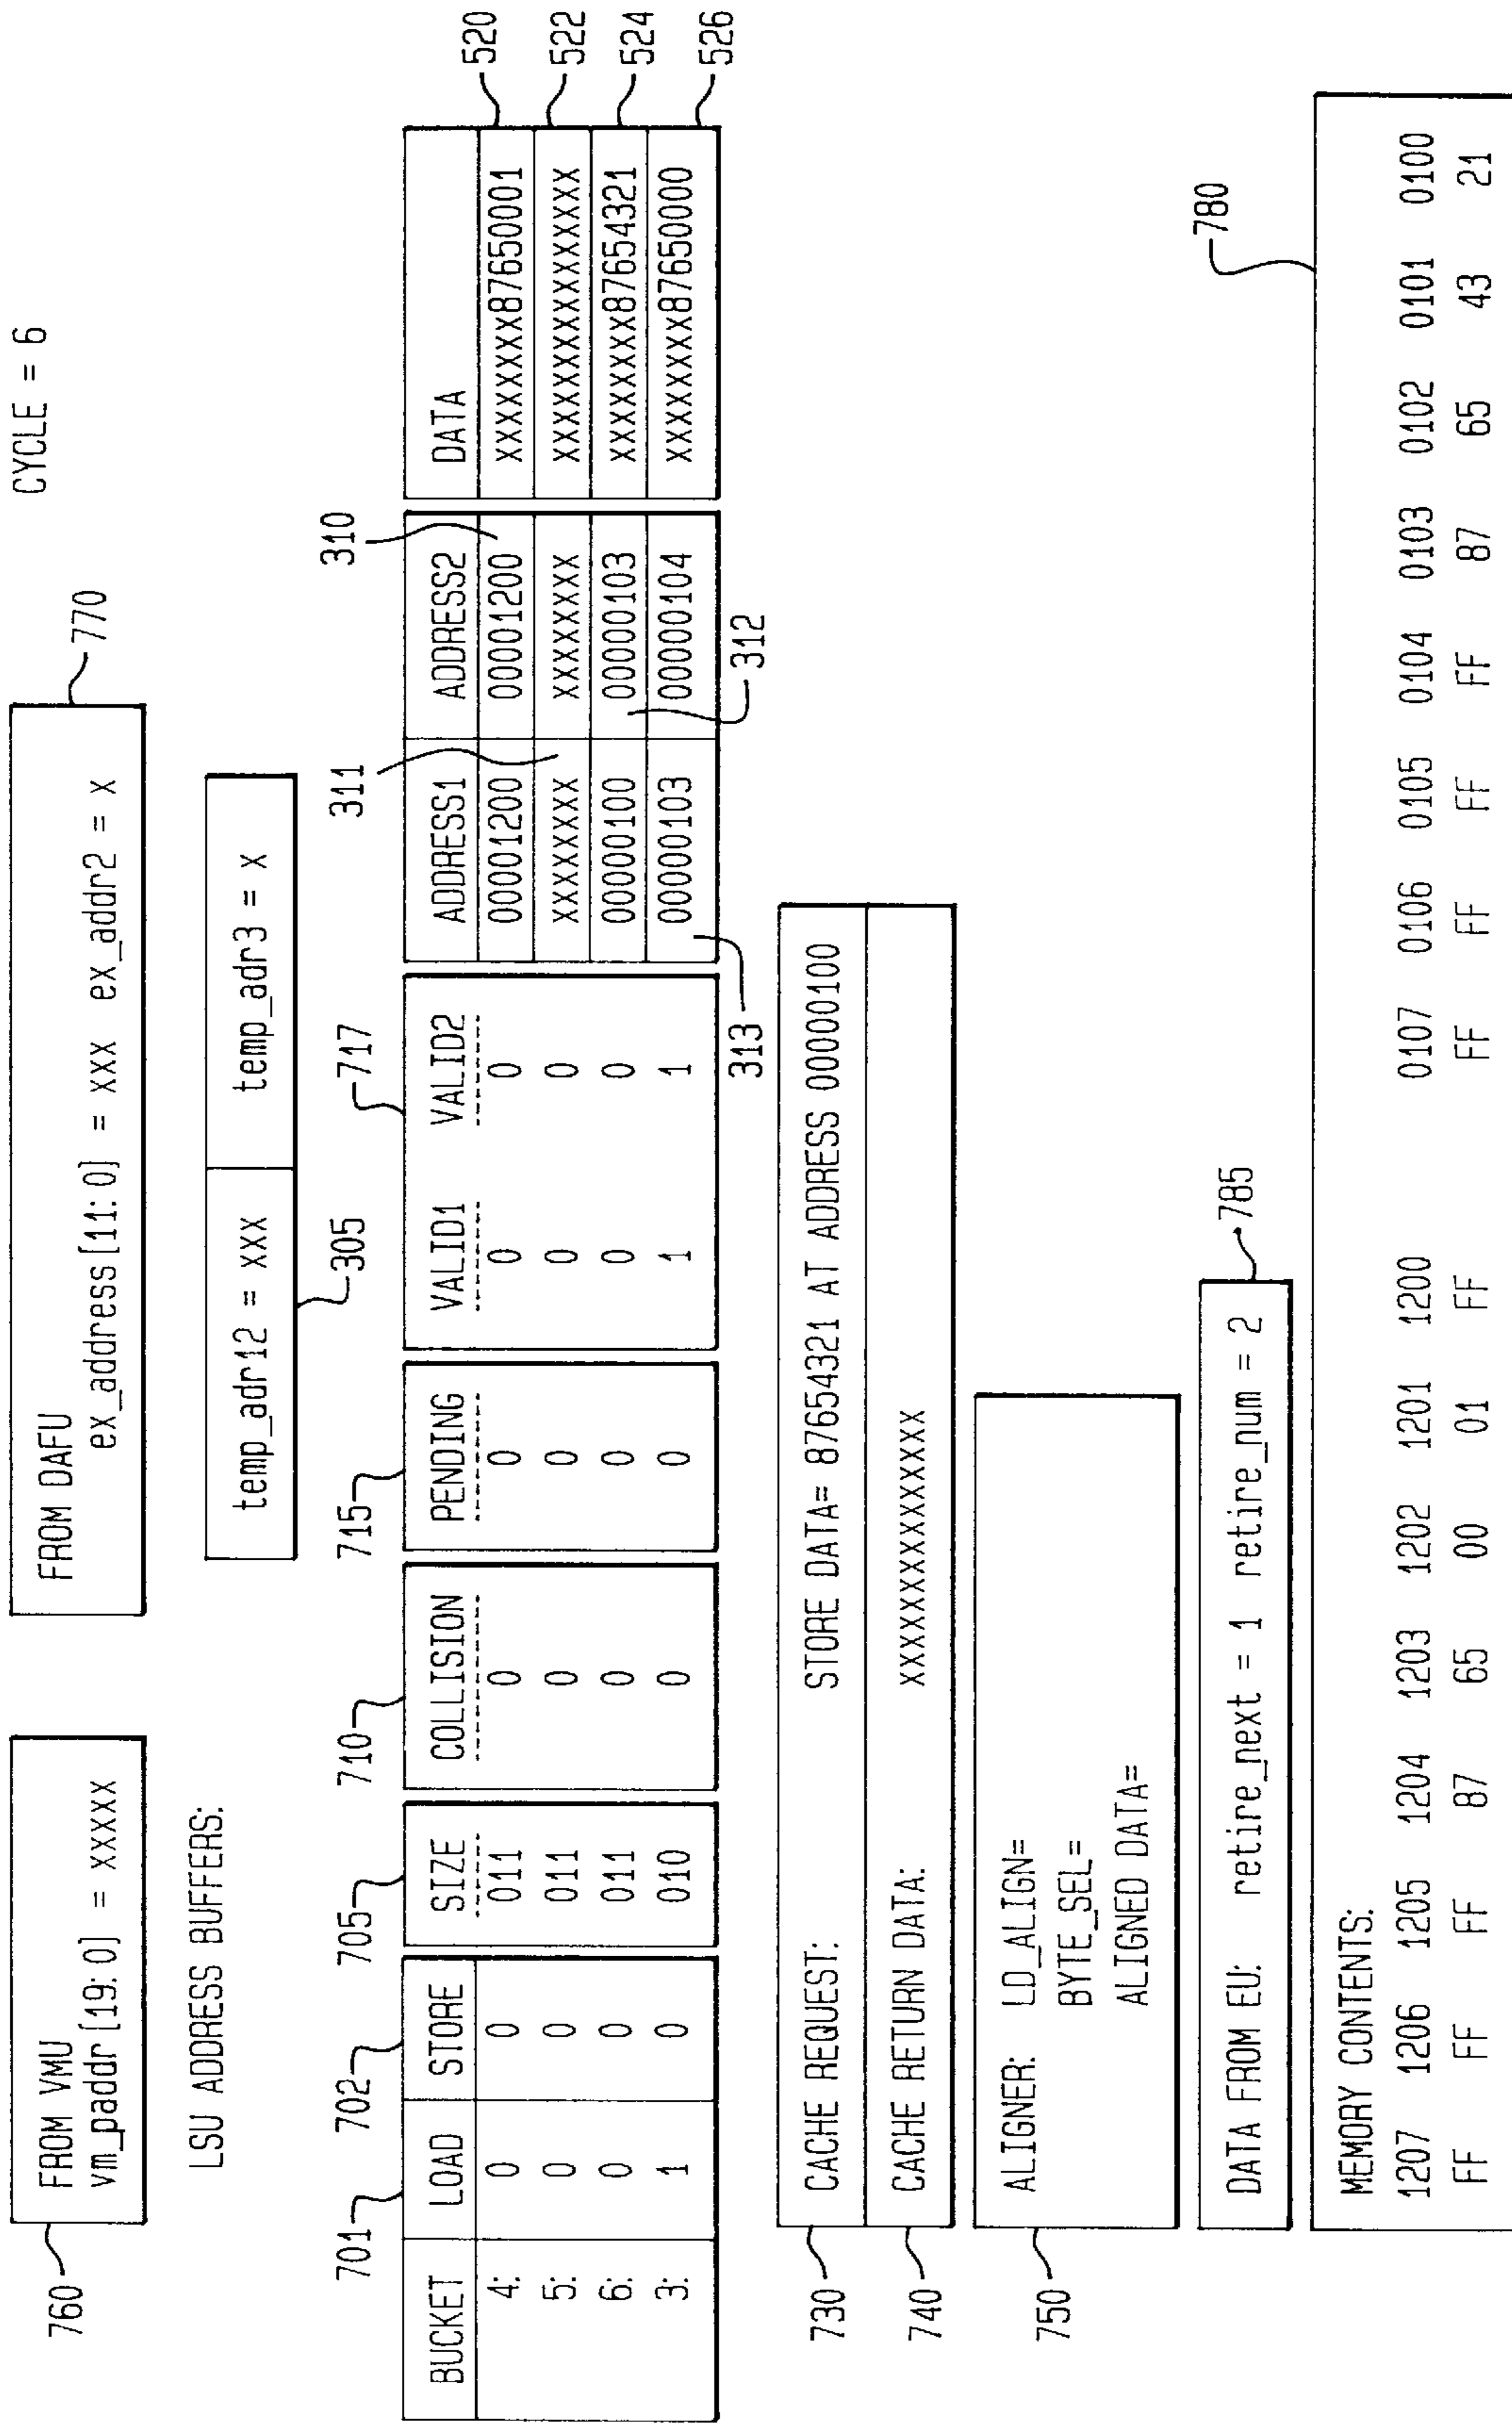 CYCLE = 6
FROM VMU
vm_paddr [19:0] = XXXXX
760
FROM DAFU
ex_address [11:0] = XXX ex_addr2 = X
770
LSU ADDRESS BUFFERS:
temp_adr12 = XXX temp_adr3 = X
305
701 702 705 710 715 717 311 310
BUCKET LOAD STORE SIZE COLLISION PENDING VALID1 VALID2 ADDRESS1 ADDRESS2 DATA
4: 0 0 011 0 0 0 0 00001200 00001200 XXXXXXXX87650001 520
5: 0 0 011 0 0 0 0 XXXXXXXX XXXXXXXX XXXXXXXXXXXXXXXX 522
6: 0 0 011 0 0 0 0 00000100 00000103 XXXXXXXX87654321 524
3: 1 0 010 0 0 1 1 00000103 00000104 XXXXXXXX87650000 526
313 312
730 CACHE REQUEST: STORE DATA= 87654321 AT ADDRESS 00000100
740 CACHE RETURN DATA: XXXXXXXXXXXXXXXX
750 ALIGNER: LD_ALIGN=
BYTE_SEL=
ALIGNED DATA=
DATA FROM EU: retire_next = 1 retire_num = 2
785
780
MEMORY CONTENTS:
1207 1206 1205 1204 1203 1202 1201 1200 0107 0106 0105 0104 0103 0102 0101 0100
FF FF FF 87 65 00 01 FF FF FF FF FF 87 65 43 21